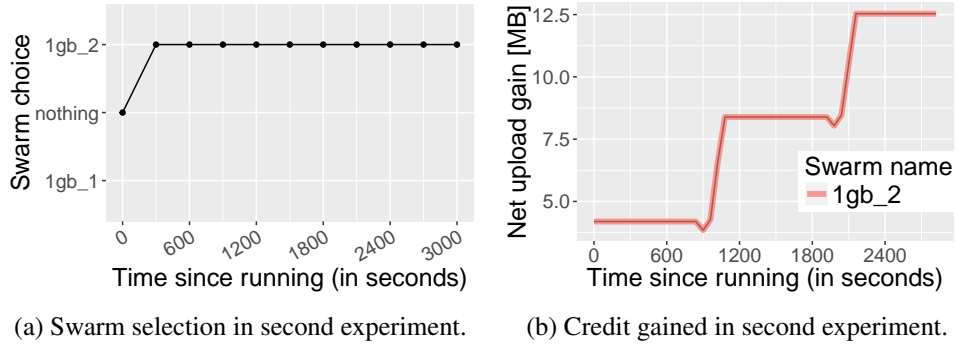 Swarm choice
1gb_2
nothing
1gb_1
0
600
1200
1800
2400
3000
Time since running (in seconds)
(a) Swarm selection in second experiment.
Net upload gain [MB]
12.5
10.0
7.5
5.0
Swarm name
1gb_2
0
600
1200
1800
2400
Time since running (in seconds)
(b) Credit gained in second experiment.